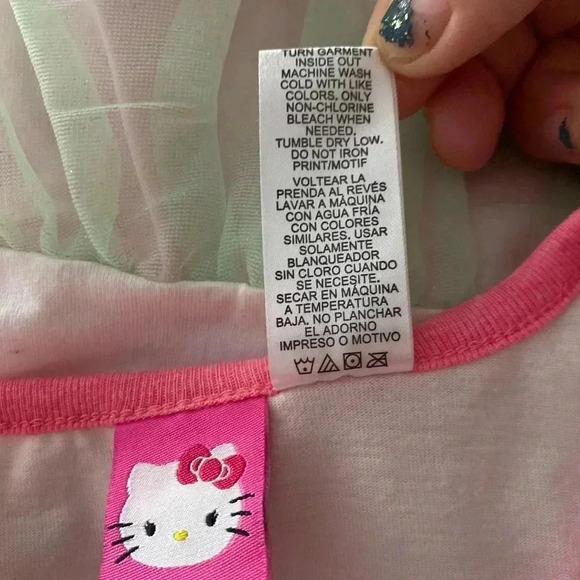 TURN GARMENT
INSIDE OUT
MACHINE WASH
COLD WITH LIKE
COLORS. ONLY
NON-CHLORINE
BLEACH WHEN
NEEDED.
TUMBLE DRY LOW.
DO NOT IRON
PRINT/MOTIF
VOLTEAR LA
PRENDA AL REVÉS
LAVAR A MÁQUINA
CON AGUA FRÍA
CON COLORES
SIMILARES. USAR
SOLAMENTE
BLANQUEADOR
SIN CLORO CUANDO
SE NECESITE.
SECAR EN MÁQUINA
A TEMPERATURA
BAJA. NO PLANCHAR
EL ADORNO
IMPRESO O MOTIVO